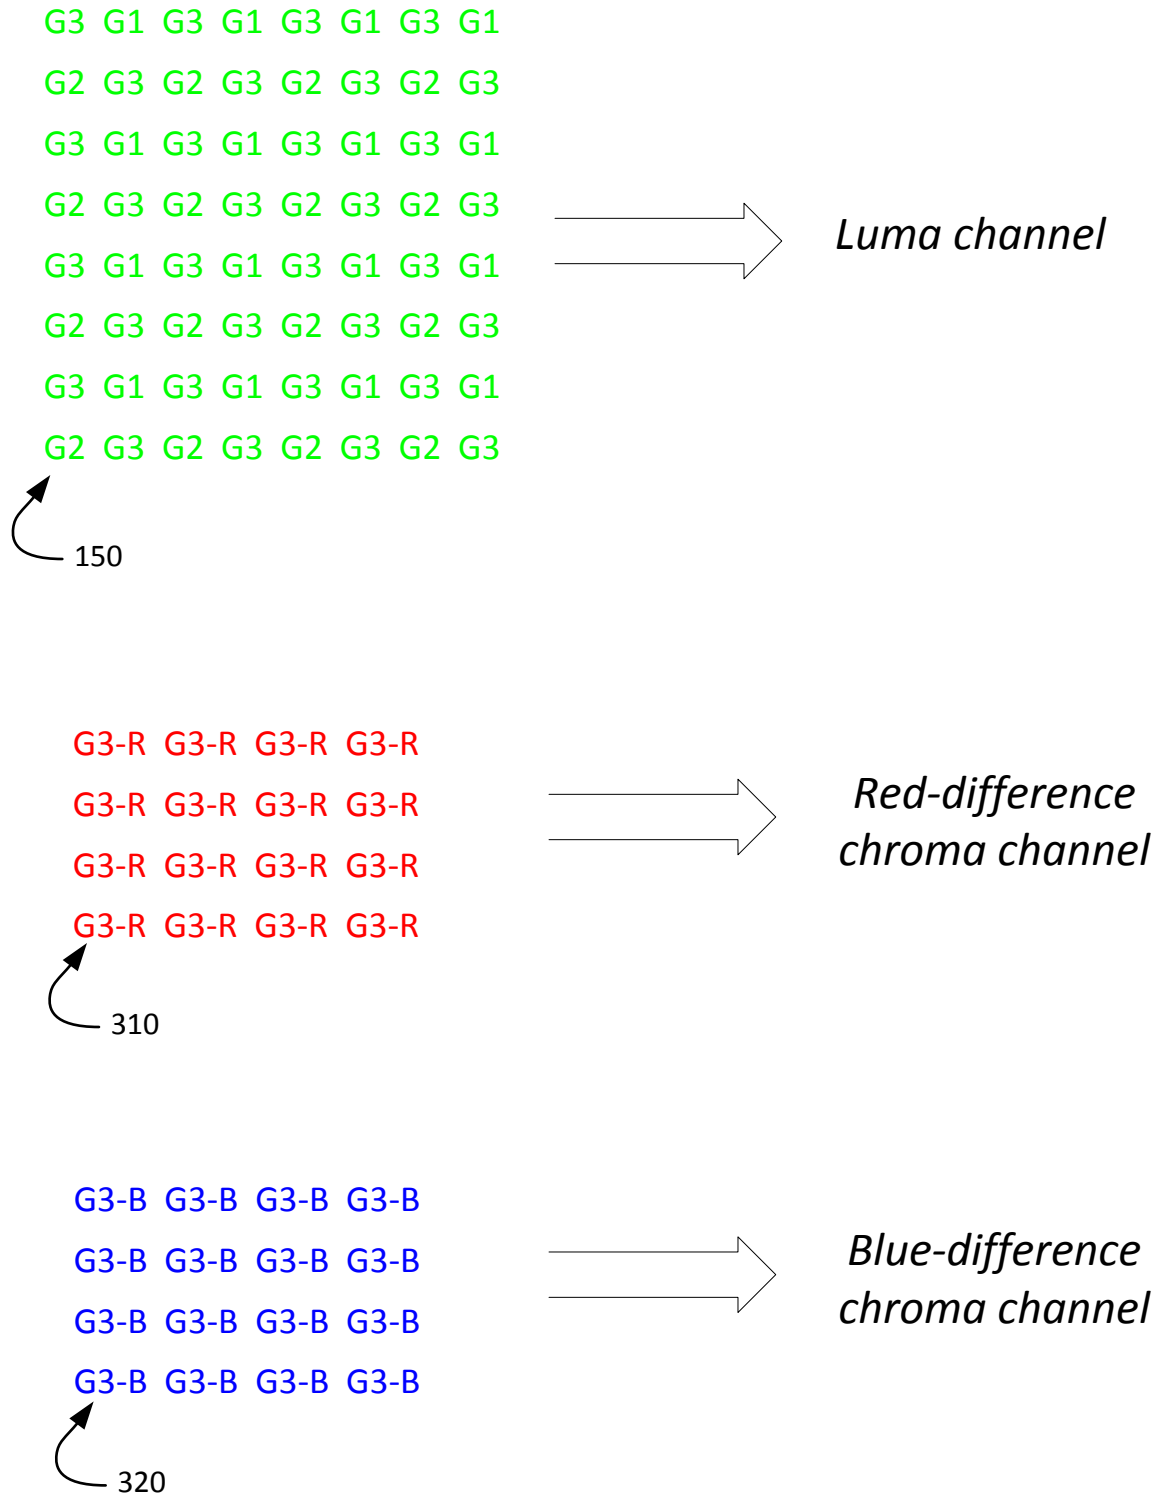 G3 G1 G3 G1 G3 G1 G3 G1
G2 G3 G2 G3 G2 G3 G2 G3
G3 G1 G3 G1 G3 G1 G3 G1
G2 G3 G2 G3 G2 G3 G2 G3
G3 G1 G3 G1 G3 G1 G3 G1
G2 G3 G2 G3 G2 G3 G2 G3
G3 G1 G3 G1 G3 G1 G3 G1
G2 G3 G2 G3 G2 G3 G2 G3
150
Luma channel
G3-R G3-R G3-R G3-R
G3-R G3-R G3-R G3-R
G3-R G3-R G3-R G3-R
G3-R G3-R G3-R G3-R
310
Red-difference
chroma channel
G3-B G3-B G3-B G3-B
G3-B G3-B G3-B G3-B
G3-B G3-B G3-B G3-B
G3-B G3-B G3-B G3-B
320
Blue-difference
chroma channel